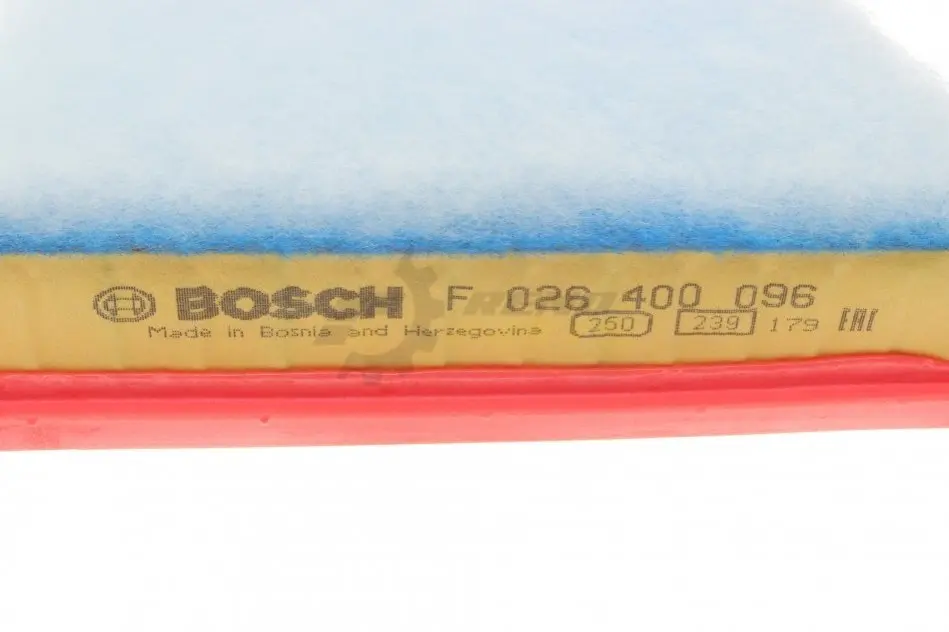 BOSCH F 026 400 096
Made in Bosnia and Herzegovina 250 239 179 EAC